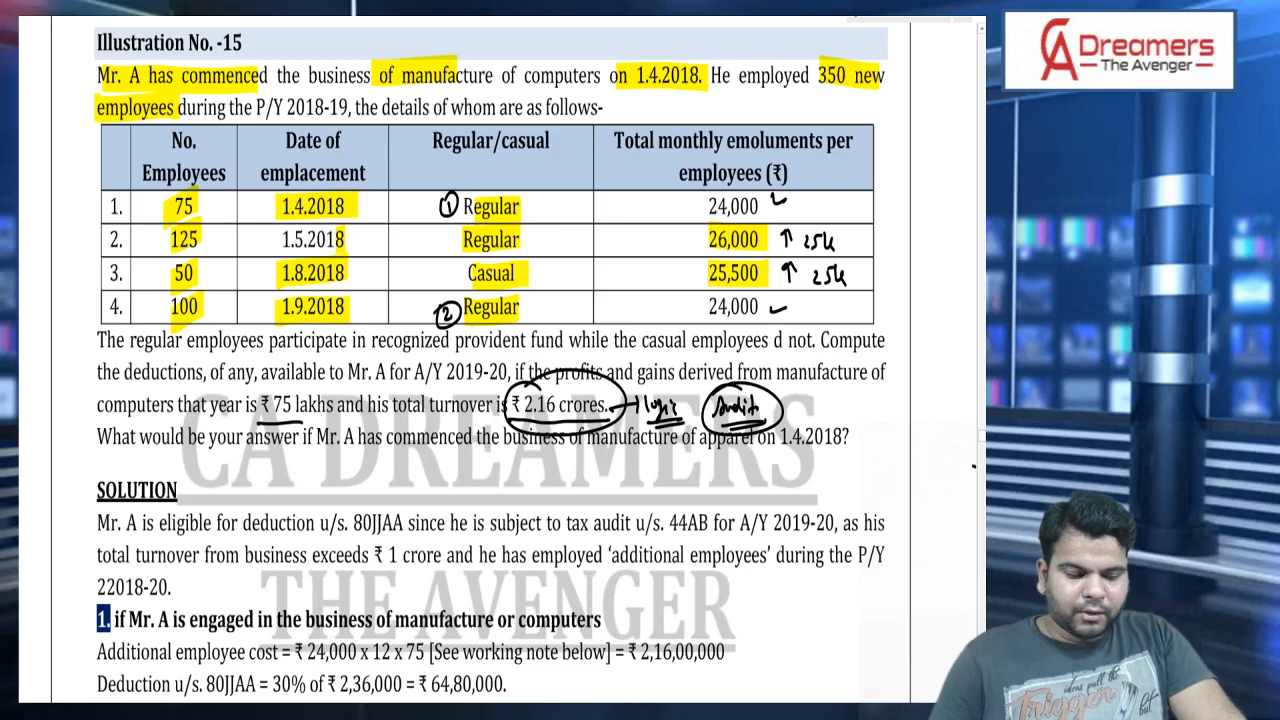 Illustration No. -15
Mr. A has commenced the business of manufacture of computers on 1.4.2018. He employed 350 new
employees during the P/Y 2018-19, the details of whom are as follows-
No. Employees Date of emplacement Regular/casual Total monthly emoluments per employees (₹)
1. 75 1.4.2018 ① Regular 24,000
2. 125 1.5.2018 Regular 26,000 ↑ 25k
3. 50 1.8.2018 Casual 25,500 ↑ 25k
4. 100 1.9.2018 ② Regular 24,000
The regular employees participate in recognized provident fund while the casual employees d not. Compute
the deductions, of any, available to Mr. A for A/Y 2019-20, if the profits and gains derived from manufacture of
computers that year is ₹ 75 lakhs and his total turnover is ₹ 2.16 crores. logic Audit
What would be your answer if Mr. A has commenced the business of manufacture of apparel on 1.4.2018?
SOLUTION
Mr. A is eligible for deduction u/s. 80JJAA since he is subject to tax audit u/s. 44AB for A/Y 2019-20, as his
total turnover from business exceeds ₹ 1 crore and he has employed ‘additional employees’ during the P/Y
22018-20.
1. if Mr. A is engaged in the business of manufacture or computers
Additional employee cost = ₹ 24,000 x 12 x 75 [See working note below] = ₹ 2,16,00,000
Deduction u/s. 80JJAA = 30% of ₹ 2,36,000 = ₹ 64,80,000.
CA DREAMERS
THE AVENGER
CA Dreamers
The Avenger
ideas pull the
Trigger